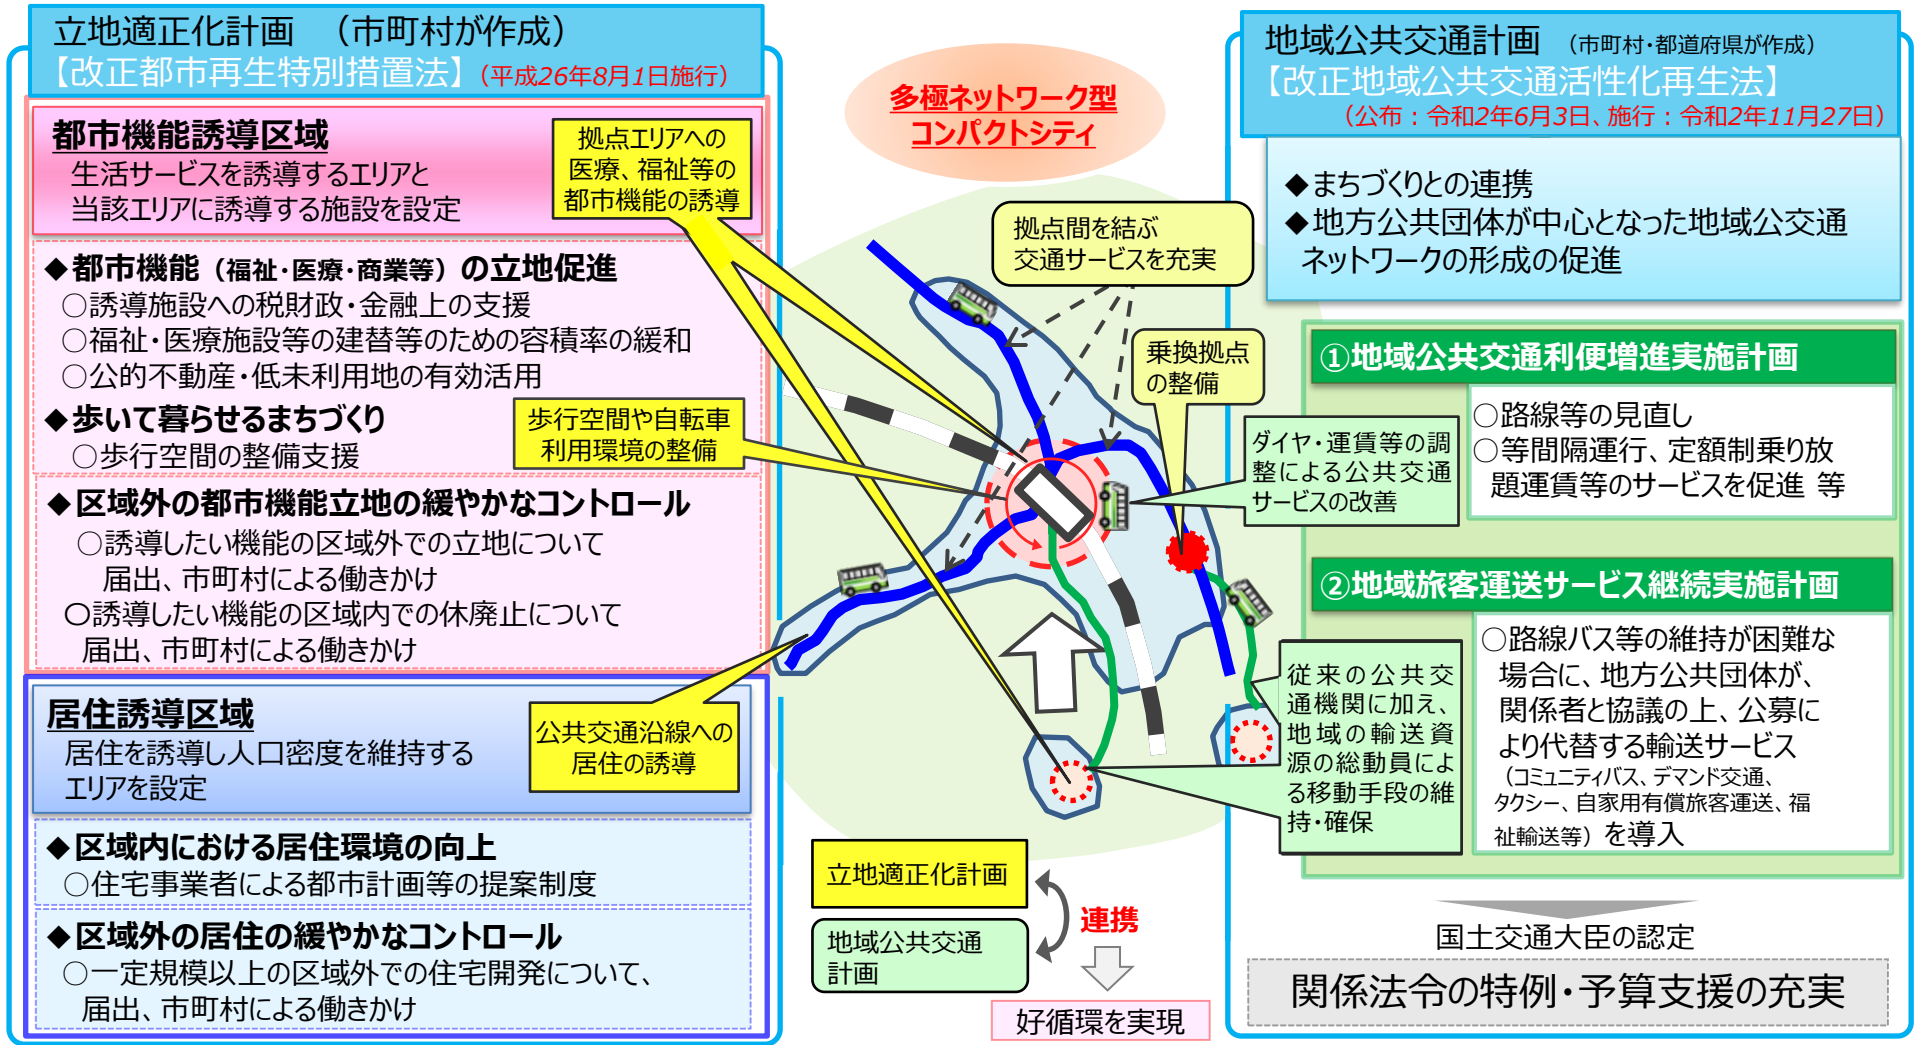 立地適正化計画　（市町村が作成）
【改正都市再生特別措置法】（平成26年8月1日施行）
都市機能誘導区域
生活サービスを誘導するエリアと
当該エリアに誘導する施設を設定
◆都市機能（福祉・医療・商業等）の立地促進
○誘導施設への税財政・金融上の支援
○福祉・医療施設等の建替等のための容積率の緩和
○公的不動産・低未利用地の有効活用
◆歩いて暮らせるまちづくり
○歩行空間の整備支援
◆区域外の都市機能立地の緩やかなコントロール
○誘導したい機能の区域外での立地について
届出、市町村による働きかけ
○誘導したい機能の区域内での休廃止について
届出、市町村による働きかけ
居住誘導区域
居住を誘導し人口密度を維持する
エリアを設定
◆区域内における居住環境の向上
○住宅事業者による都市計画等の提案制度
◆区域外の居住の緩やかなコントロール
○一定規模以上の区域外での住宅開発について、
届出、市町村による働きかけ
拠点エリアへの
医療、福祉等の
都市機能の誘導
歩行空間や自転車
利用環境の整備
公共交通沿線への
居住の誘導
多極ネットワーク型
コンパクトシティ
拠点間を結ぶ
交通サービスを充実
乗換拠点
の整備
ダイヤ・運賃等の調
整による公共交通
サービスの改善
従来の公共交
通機関に加え、
地域の輸送資
源の総動員によ
る移動手段の維
持・確保
立地適正化計画
地域公共交通
計画
連携
好循環を実現
地域公共交通計画　（市町村・都道府県が作成）
【改正地域公共交通活性化再生法】
（公布：令和2年6月3日、施行：令和2年11月27日）
◆まちづくりとの連携
◆地方公共団体が中心となった地域公交通
ネットワークの形成の促進
①地域公共交通利便増進実施計画
○路線等の見直し
○等間隔運行、定額制乗り放
題運賃等のサービスを促進 等
②地域旅客運送サービス継続実施計画
○路線バス等の維持が困難な
場合に、地方公共団体が、
関係者と協議の上、公募に
より代替する輸送サービス
（コミュニティバス、デマンド交通、
タクシー、自家用有償旅客運送、福
祉輸送等）を導入
国土交通大臣の認定
関係法令の特例・予算支援の充実